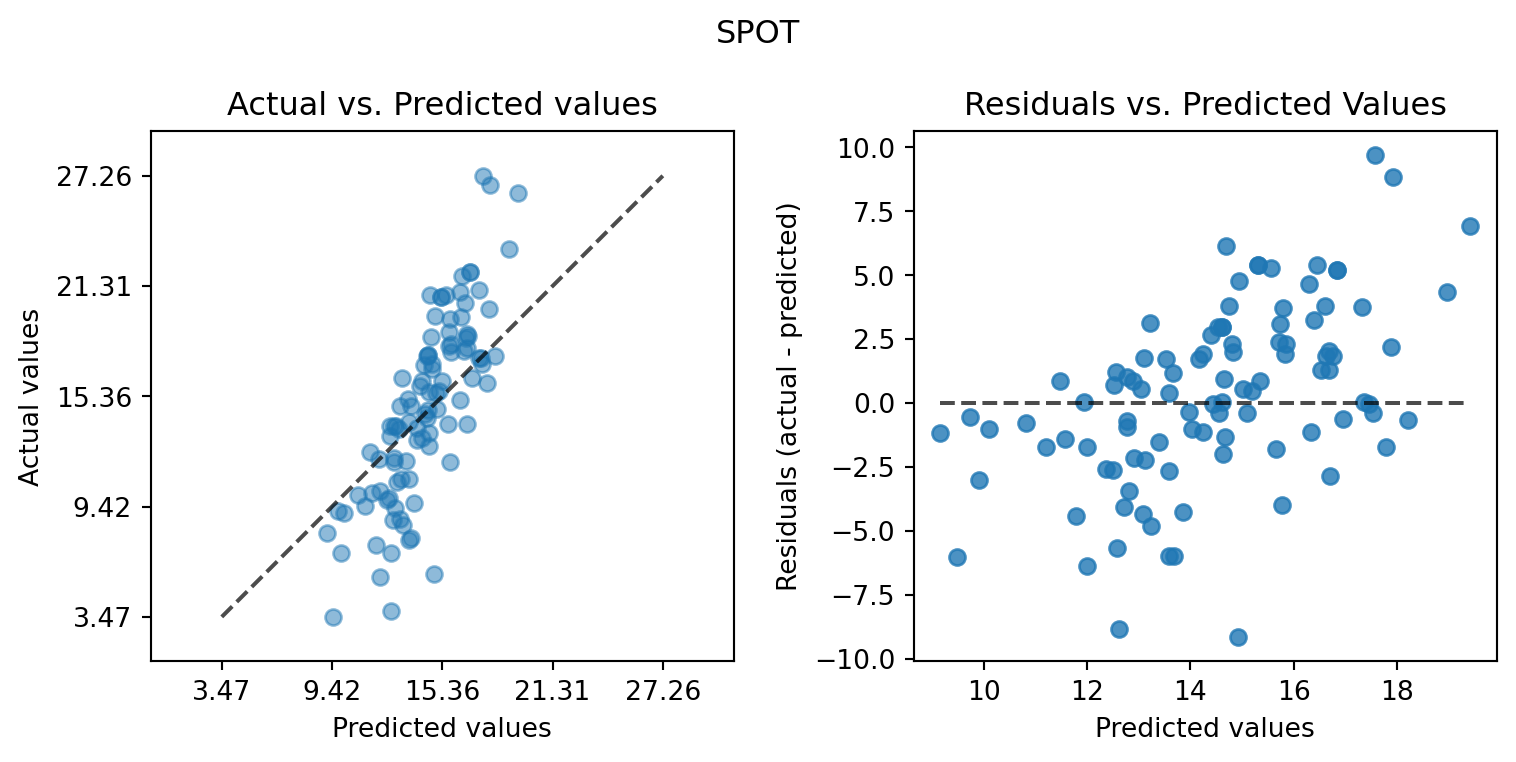 SPOT
Actual vs. Predicted values
27.26
21.31
15.36
9.42
3.47
Actual values
3.47 9.42 15.36 21.31 27.26
Predicted values
Residuals vs. Predicted Values
10.0
7.5
5.0
2.5
0.0
−2.5
−5.0
−7.5
−10.0
Residuals (actual - predicted)
10 12 14 16 18
Predicted values